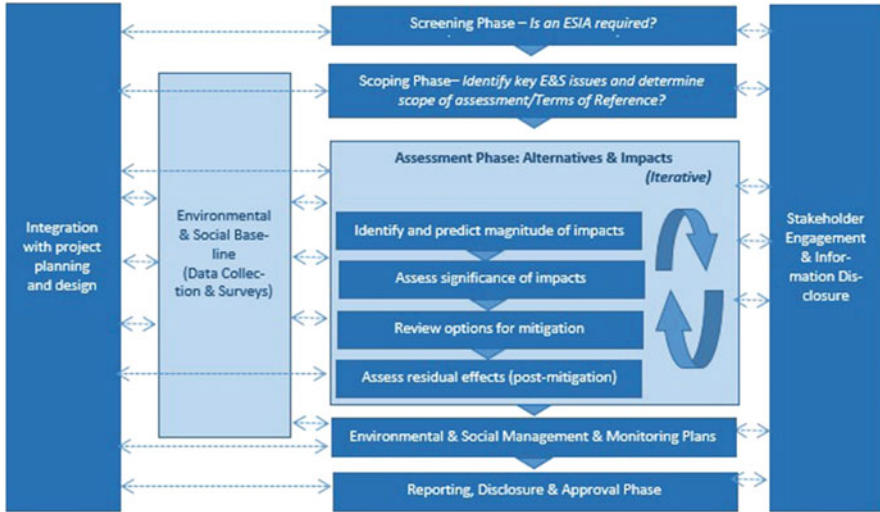 Screening Phase – Is an ESIA required?
Scoping Phase– Identify key E&S issues and determine
scope of assessment/Terms of Reference?
Assessment Phase: Alternatives & Impacts
(Iterative)
Identify and predict magnitude of impacts
Assess significance of impacts
Review options for mitigation
Assess residual effects (post-mitigation)
Environmental & Social Management & Monitoring Plans
Reporting, Disclosure & Approval Phase
Integration
with project
planning
and design
Environmental
& Social Base-
line
(Data Collec-
tion & Surveys)
Stakeholder
Engagement
& Infor-
mation Dis-
closure